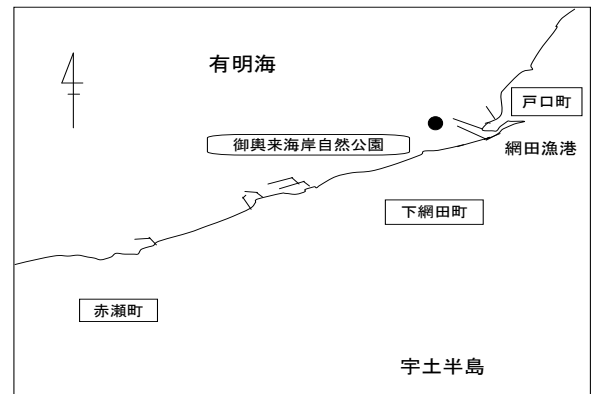 有明海
戸口町
御輿来海岸自然公園
網田漁港
下網田町
赤瀬町
宇土半島